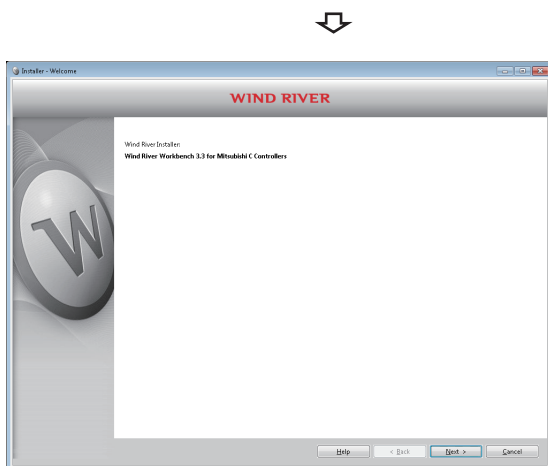 Installer - Welcome
WIND RIVER
Wind River Installer:
Wind River Workbench 3.3 for Mitsubishi C Controllers
W
Help
< Back
Next >
Cancel